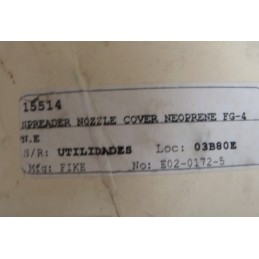 15514
SPREADER NOZZLE COVER NEOPRENE FG-4
N.E
S/R: UTILIDADES Loc: 03B80E
Mfg: FIKE No: E02-0172-5